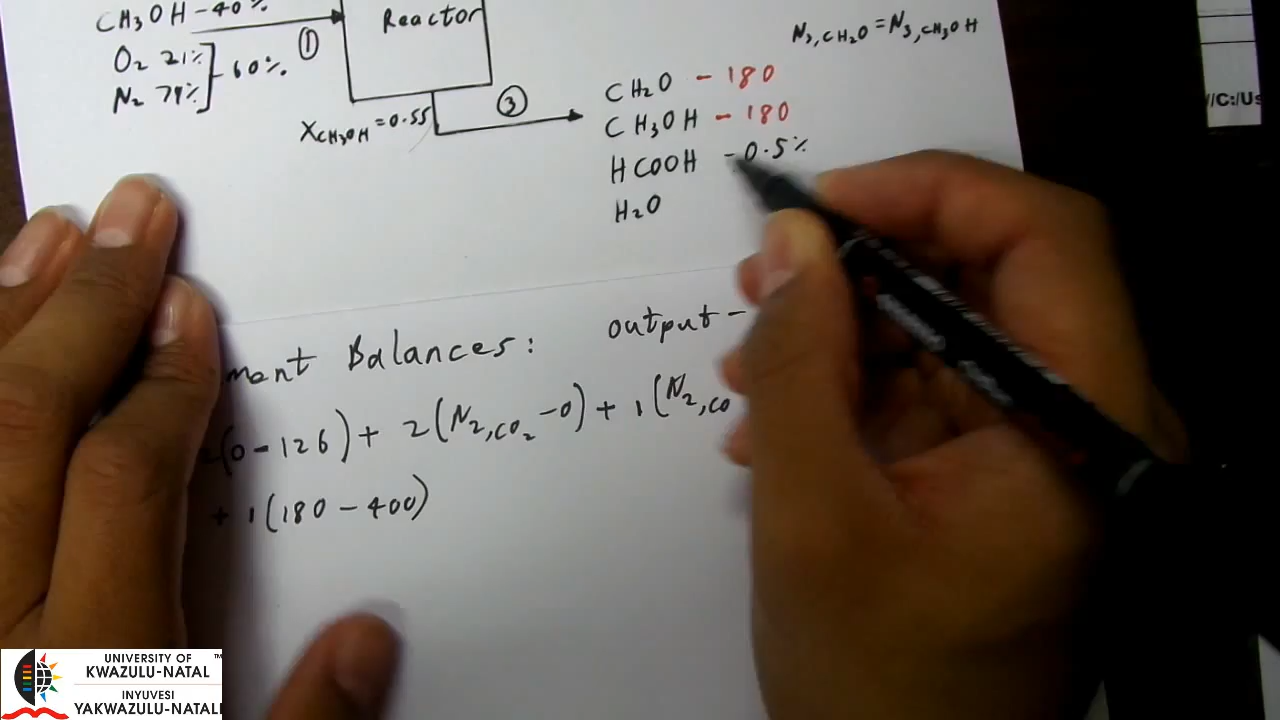 CH3OH - 40%
Reactor
①
O2 21%
N2 79%
- 60%
XCH3OH = 0.55
③
N3,CH2O = N3,CH3OH
CH2O - 180
CH3OH - 180
HCOOH - 0.5%
H2O
//C:/Us
ment Balances: output -
(0 - 126) + 2(N2,CO2 - 0) + 1(N2,CO
+ 1(180 - 400)
UNIVERSITY OF
KWAZULU-NATAL
INYUVESI
YAKWAZULU-NATALI